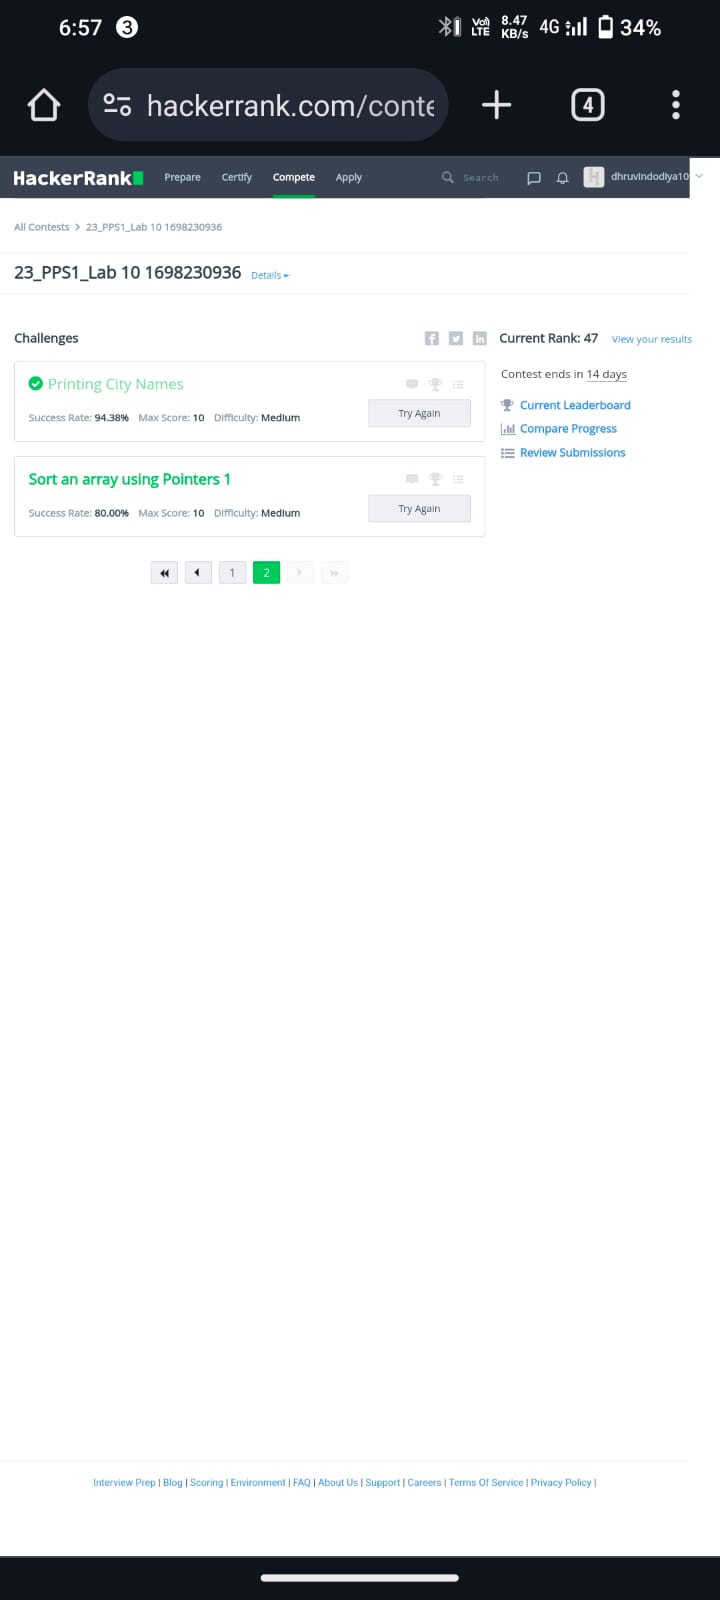 6:57 3 Vo) LTE 8.47 KB/s 4G 34%
hackerrank.com/conte 4
HackerRank Prepare Certify Compete Apply Search H dhruvindodiya10
All Contests > 23_PPS1_Lab 10 1698230936
23_PPS1_Lab 10 1698230936 Details
Challenges
Current Rank: 47 View your results
Contest ends in 14 days
Printing City Names
Success Rate: 94.38% Max Score: 10 Difficulty: Medium
Try Again
Current Leaderboard
Compare Progress
Review Submissions
Sort an array using Pointers 1
Success Rate: 80.00% Max Score: 10 Difficulty: Medium
Try Again
1 2
Interview Prep | Blog | Scoring | Environment | FAQ | About Us | Support | Careers | Terms Of Service | Privacy Policy |